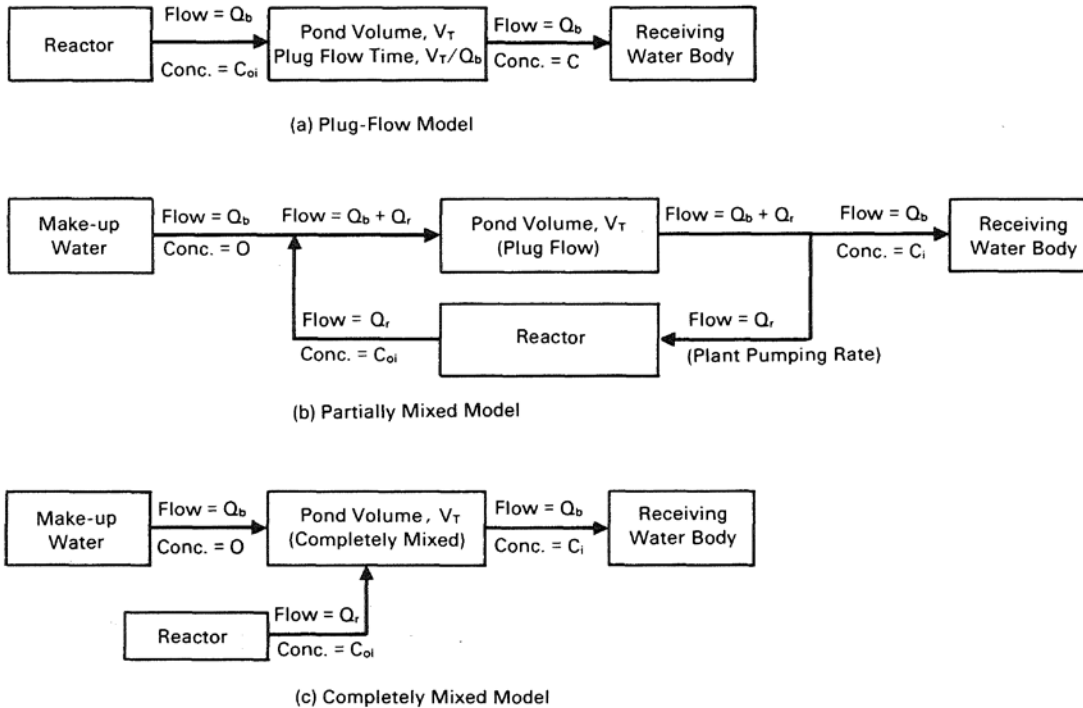 Reactor
Flow = Qb
Conc. = Coi
Pond Volume, VT
Plug Flow Time, VT/Qb
Flow = Qb
Conc. = C
Receiving
Water Body
(a) Plug-Flow Model
Make-up
Water
Flow = Qb
Conc. = O
Flow = Qb + Qr
Pond Volume, VT
(Plug Flow)
Flow = Qb + Qr
Flow = Qb
Conc. = Ci
Receiving
Water Body
Flow = Qr
Conc. = Coi
Reactor
Flow = Qr
(Plant Pumping Rate)
(b) Partially Mixed Model
Make-up
Water
Flow = Qb
Conc. = O
Pond Volume, VT
(Completely Mixed)
Flow = Qb
Conc. = Ci
Receiving
Water Body
Reactor
Flow = Qr
Conc. = Coi
(c) Completely Mixed Model